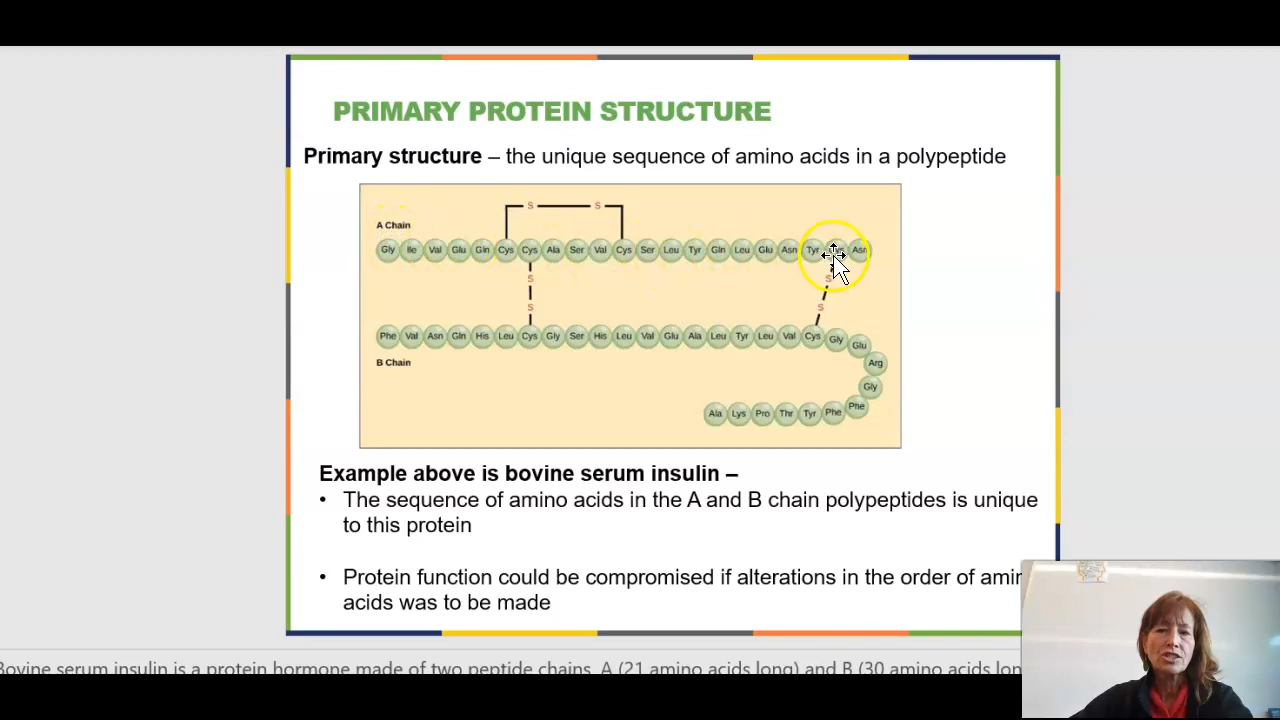 PRIMARY PROTEIN STRUCTURE
Primary structure – the unique sequence of amino acids in a polypeptide
S S
A Chain
Gly Ile Val Glu Gln Cys Cys Ala Ser Val Cys Ser Leu Tyr Gln Leu Glu Asn Tyr Asn
S S
S S
Phe Val Asn Gln His Leu Cys Gly Ser His Leu Val Glu Ala Leu Tyr Leu Val Cys Gly Glu
B Chain
Arg
Gly
Ala Lys Pro Thr Tyr Phe Phe
Example above is bovine serum insulin –
• The sequence of amino acids in the A and B chain polypeptides is unique
to this protein
• Protein function could be compromised if alterations in the order of
acids was to be made
Bovine serum insulin is a protein hormone made of two peptide chains, A (21 amino acids long) and B (30 amino acids